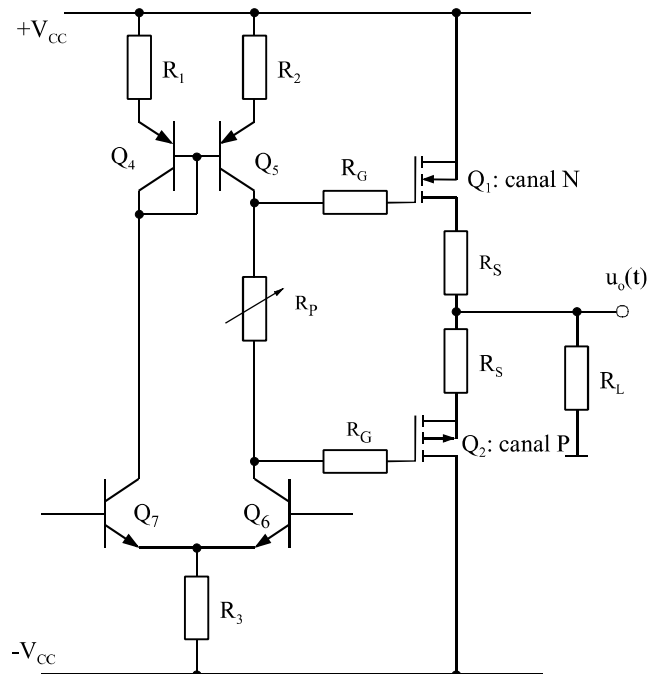 +V_CC
R_1
R_2
Q_4
Q_5
R_G
Q_1: canal N
R_S
u_o(t)
R_P
R_S
R_L
R_G
Q_2: canal P
Q_7
Q_6
R_3
-V_CC